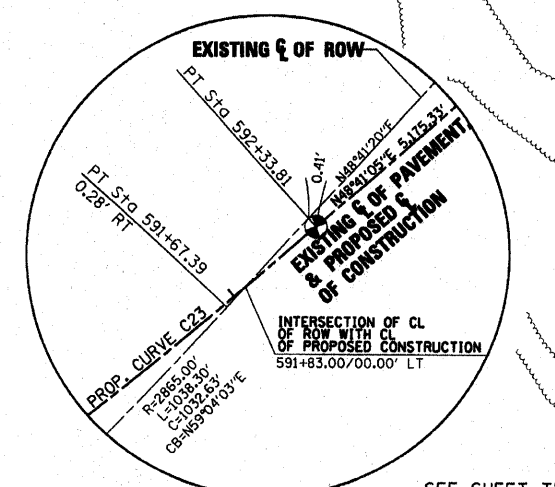 EXISTING ℄ OF ROW
PT Sta 592+33.81
0.41'
N48°41'20"E
N48°41'05"E 5,175.33'
EXISTING ℄ OF PAVEMENT,
& PROPOSED ℄
OF CONSTRUCTION
PT Sta 591+67.39
0.28' RT
PROP. CURVE C23
R=2865.00'
L=1038.30'
C=1032.63'
CB=N59°04'03"E
INTERSECTION OF CL
OF ROW WITH CL
OF PROPOSED CONSTRUCTION
591+83.00/00.00' LT